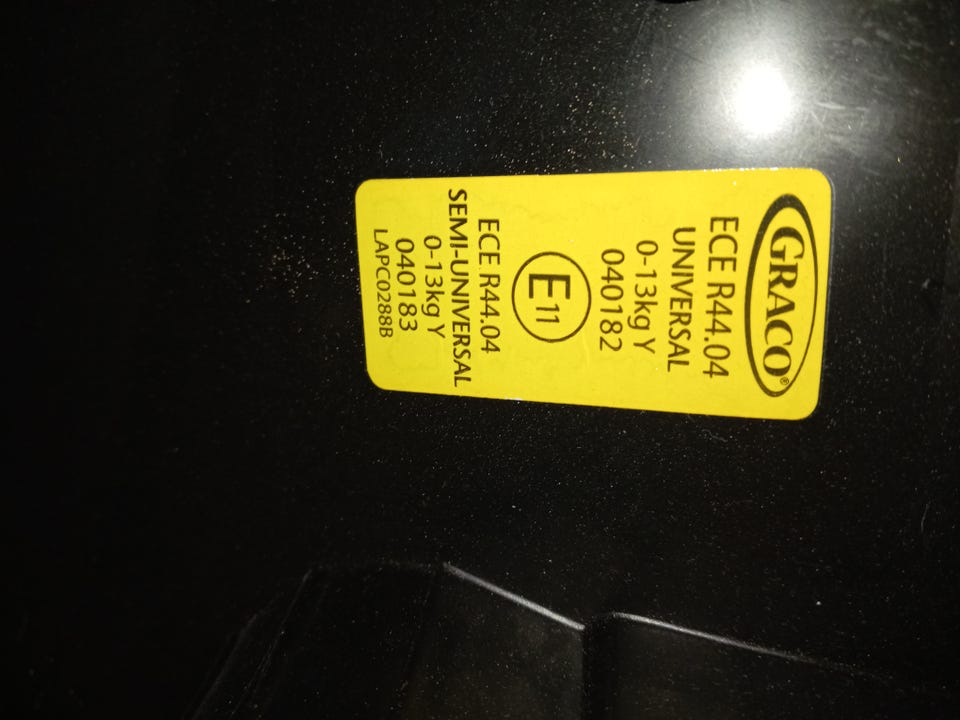 GRACO®
ECE R44.04
UNIVERSAL
0-13kg Y
040182
E11
ECE R44.04
SEMI-UNIVERSAL
0-13kg Y
040183
LAPC0288B